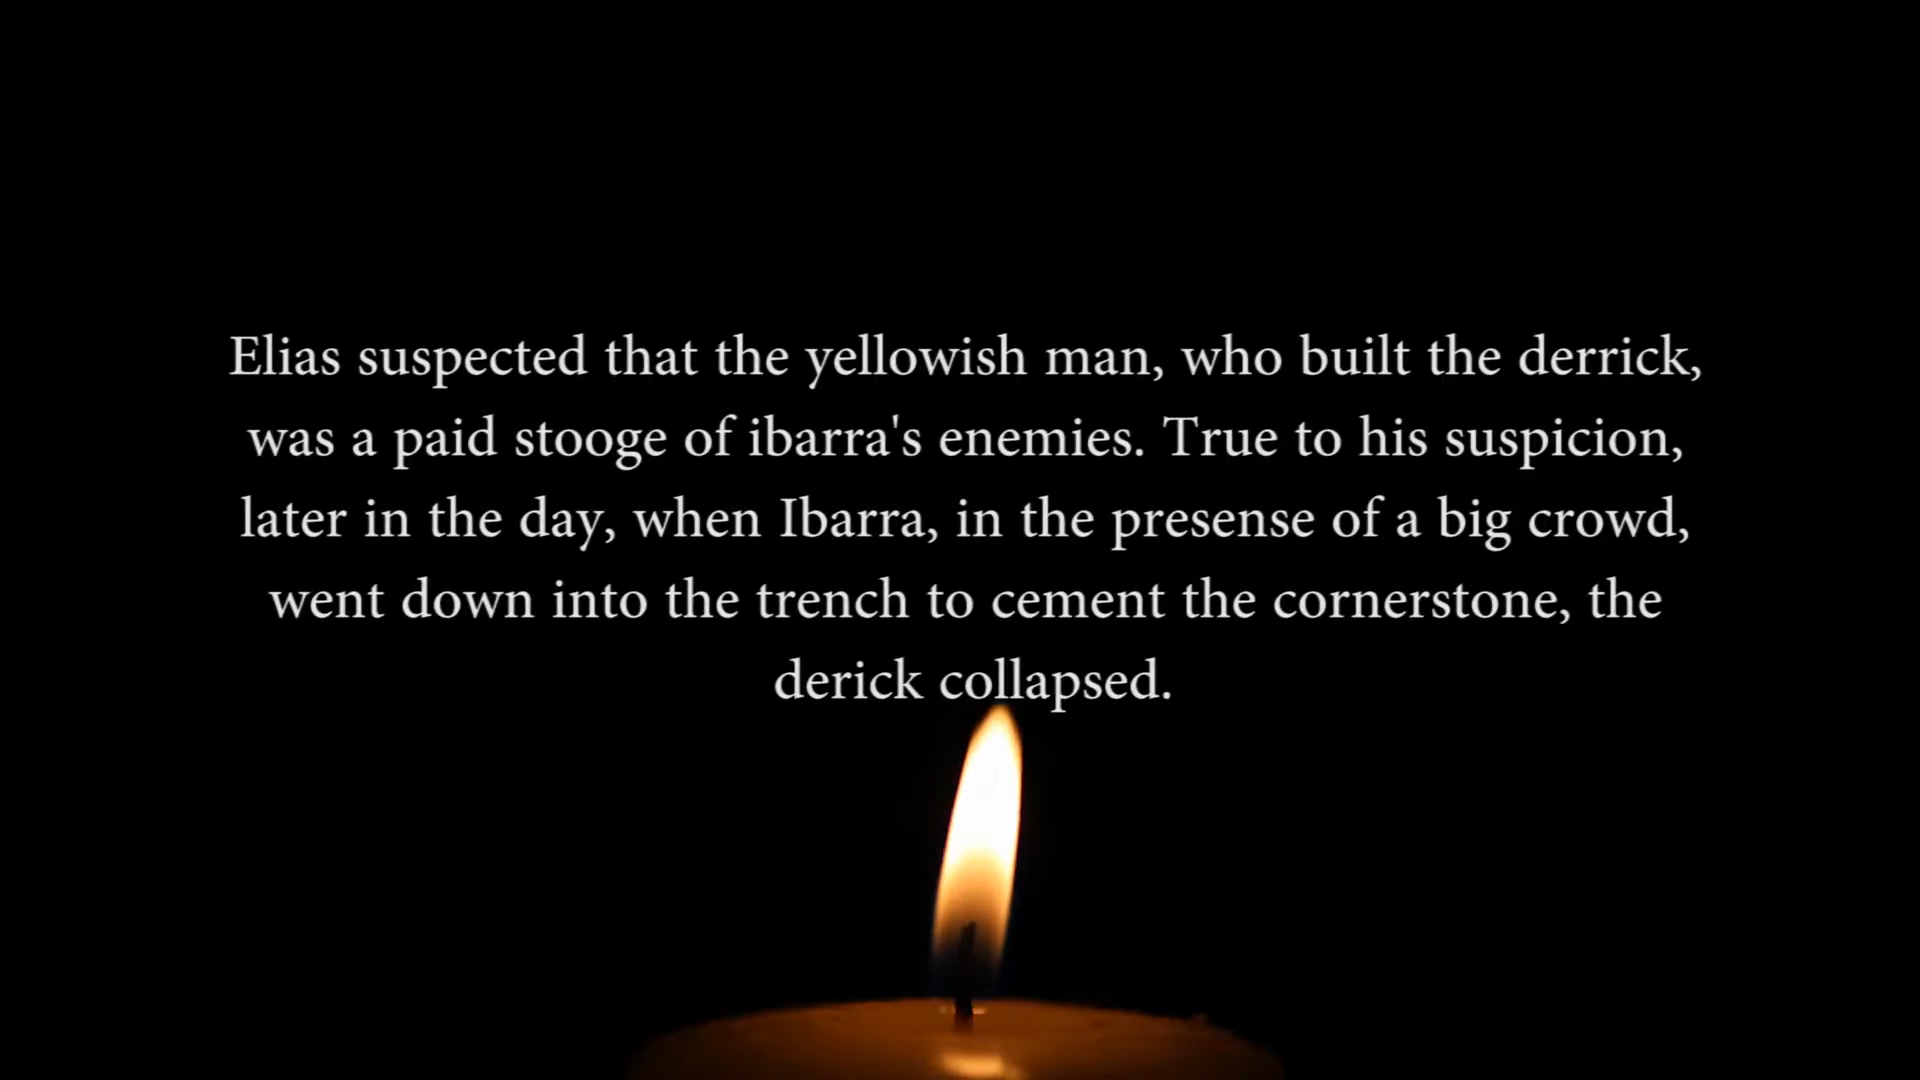 Elias suspected that the yellowish man, who built the derrick,
was a paid stooge of ibarra's enemies. True to his suspicion,
later in the day, when Ibarra, in the presense of a big crowd,
went down into the trench to cement the cornerstone, the
derick collapsed.